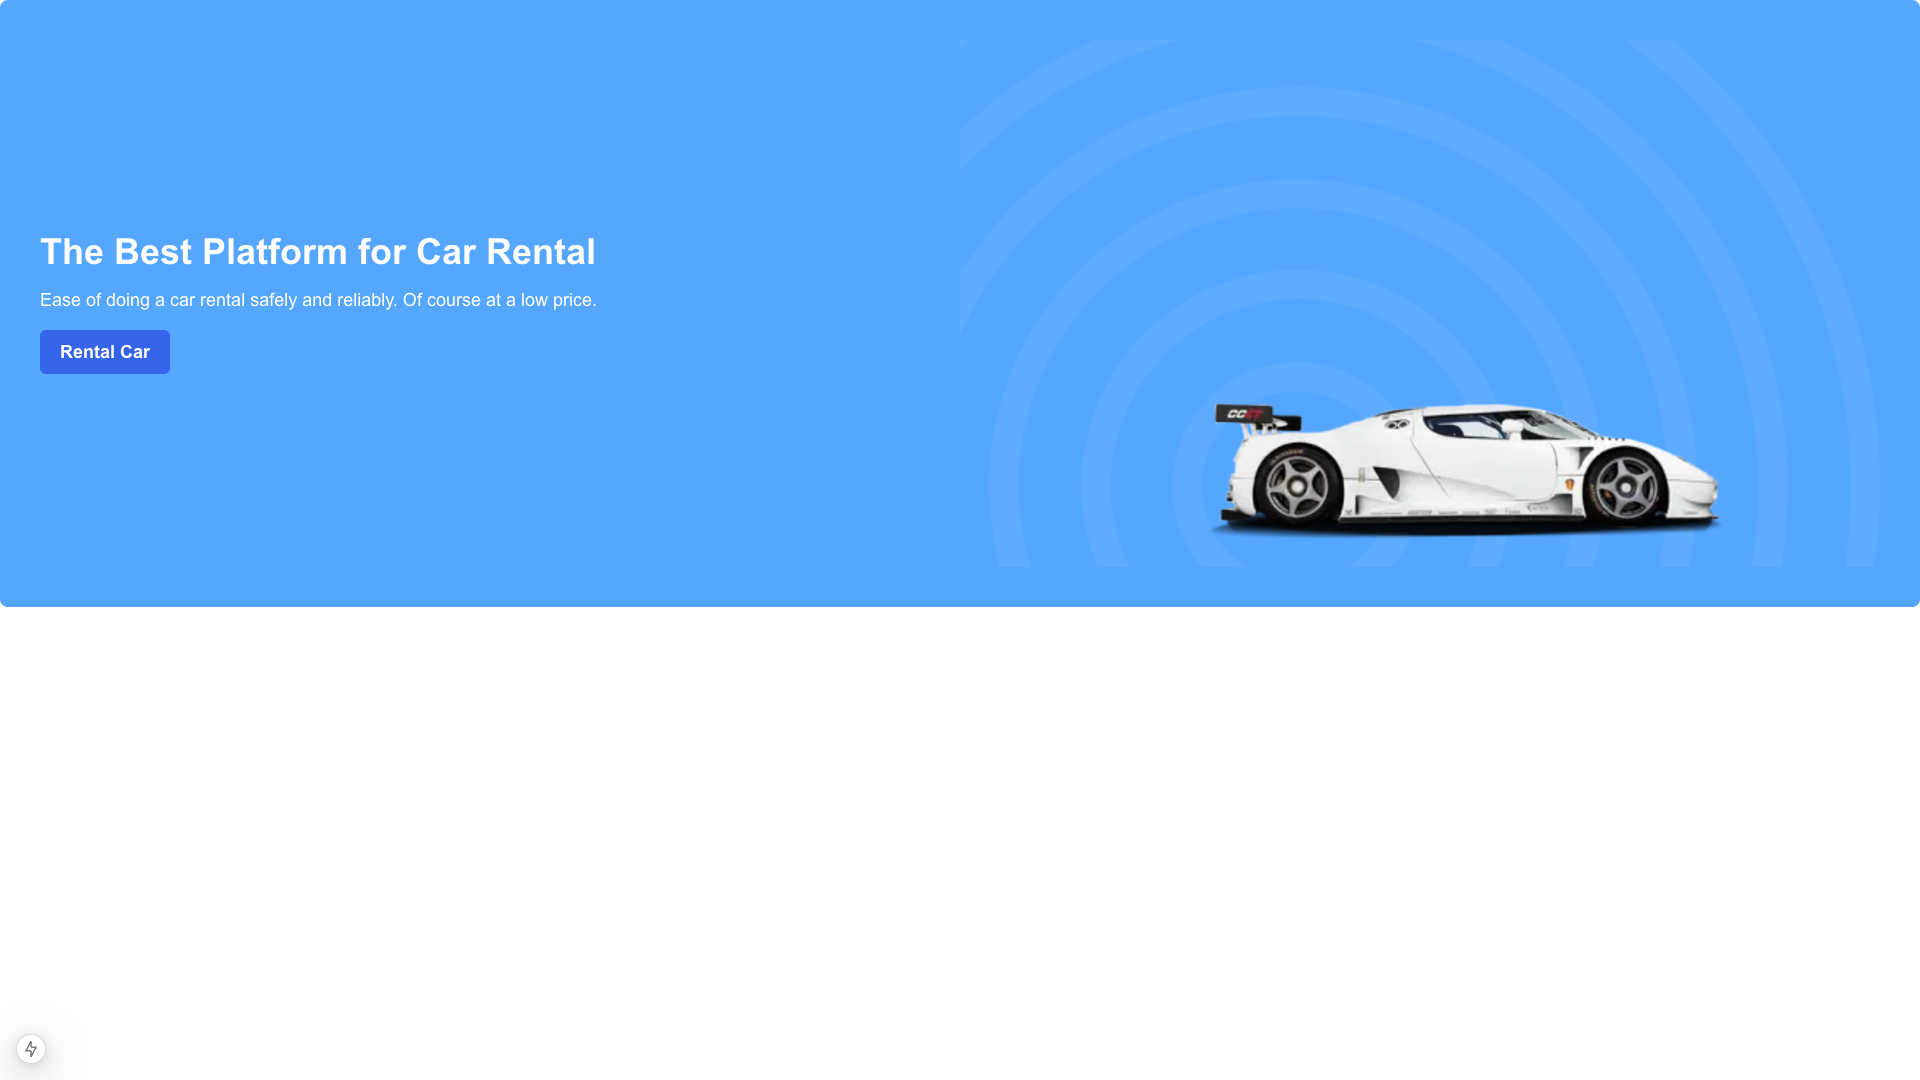 The Best Platform for Car Rental
Ease of doing a car rental safely and reliably. Of course at a low price.
Rental Car
CCGT